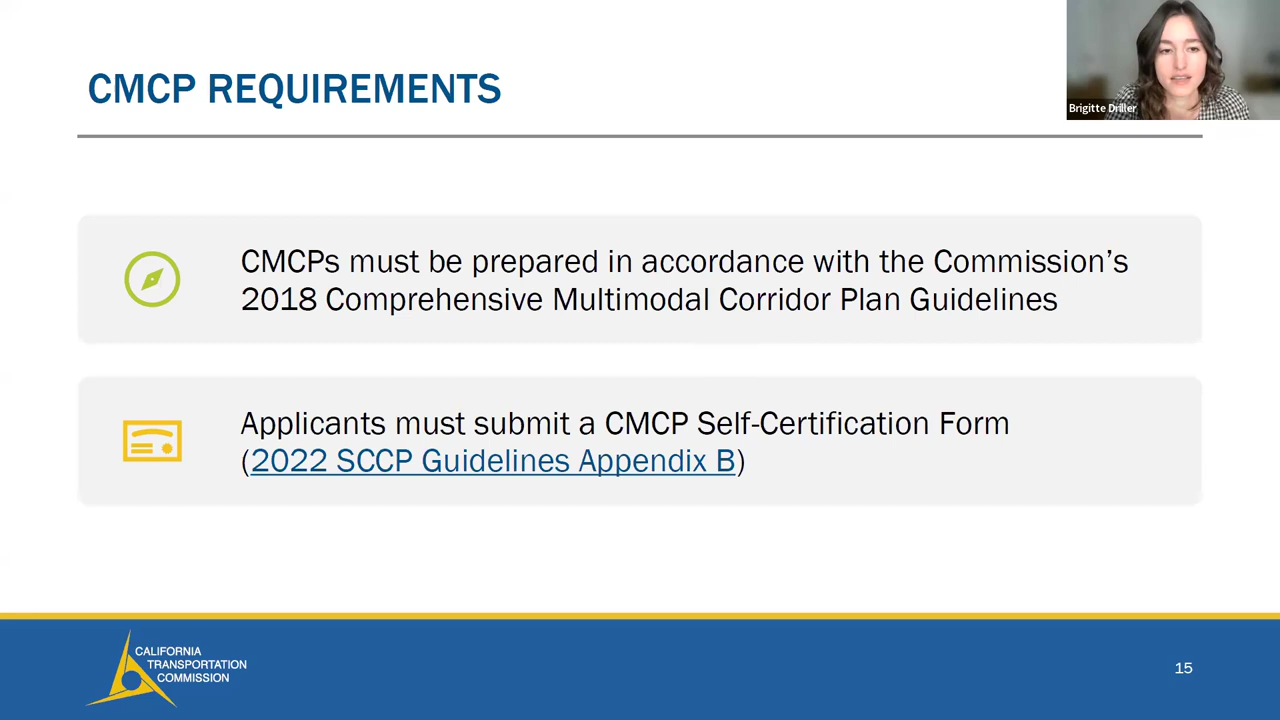 CMCP REQUIREMENTS
Brigitte Driller
CMCPs must be prepared in accordance with the Commission’s
2018 Comprehensive Multimodal Corridor Plan Guidelines
Applicants must submit a CMCP Self-Certification Form
(2022 SCCP Guidelines Appendix B)
CALIFORNIA
TRANSPORTATION
COMMISSION
15